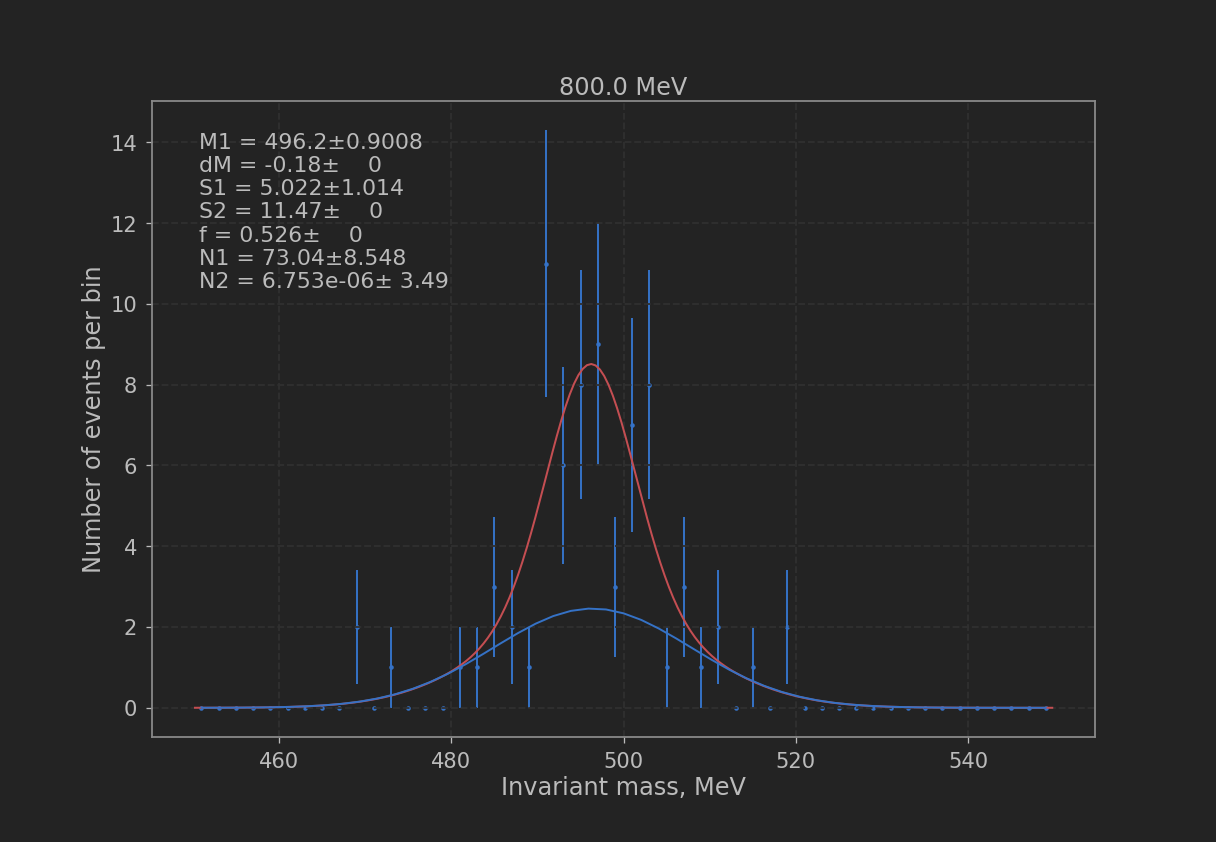 800.0 MeV
M1 = 496.2±0.9008
dM = -0.18±    0
S1 = 5.022±1.014
S2 = 11.47±    0
f = 0.526±    0
N1 = 73.04±8.548
N2 = 6.753e-06± 3.49
Number of events per bin
14
12
10
8
6
4
2
0
460 480 500 520 540
Invariant mass, MeV